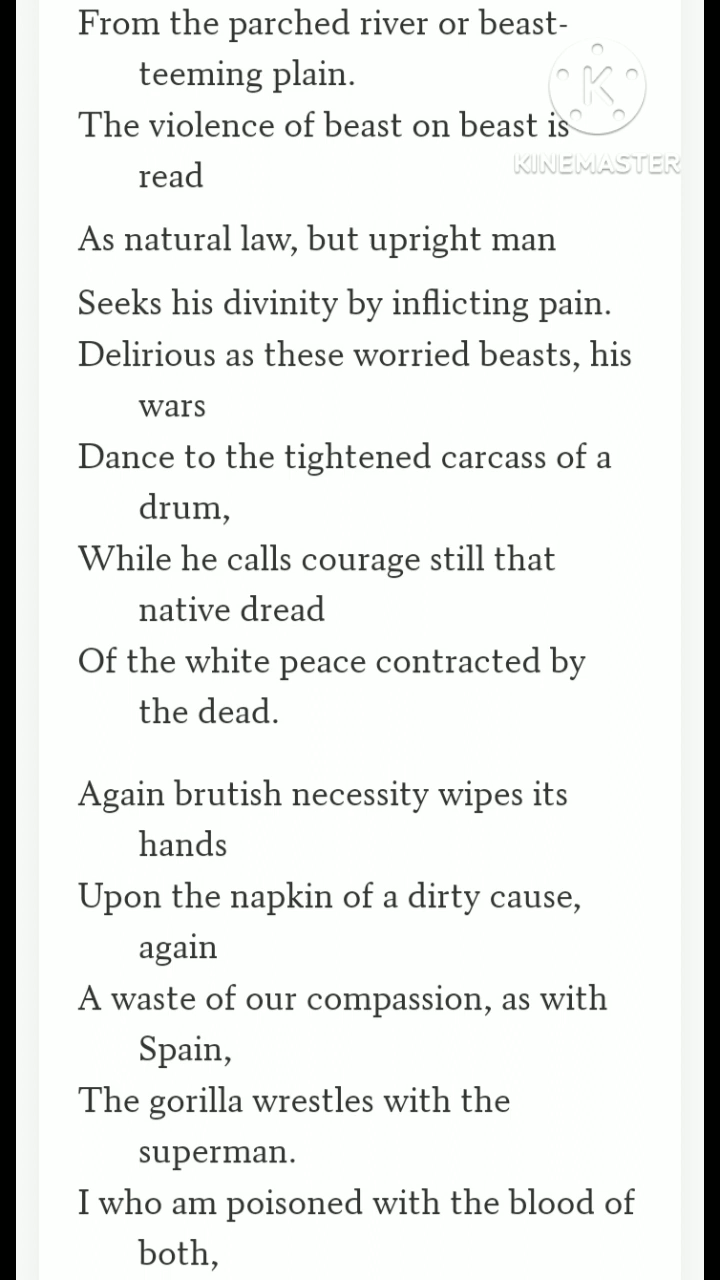 From the parched river or beast-
teeming plain.
The violence of beast on beast is
read
As natural law, but upright man
Seeks his divinity by inflicting pain.
Delirious as these worried beasts, his
wars
Dance to the tightened carcass of a
drum,
While he calls courage still that
native dread
Of the white peace contracted by
the dead.
Again brutish necessity wipes its
hands
Upon the napkin of a dirty cause,
again
A waste of our compassion, as with
Spain,
The gorilla wrestles with the
superman.
I who am poisoned with the blood of
both,
K
KINEMASTER